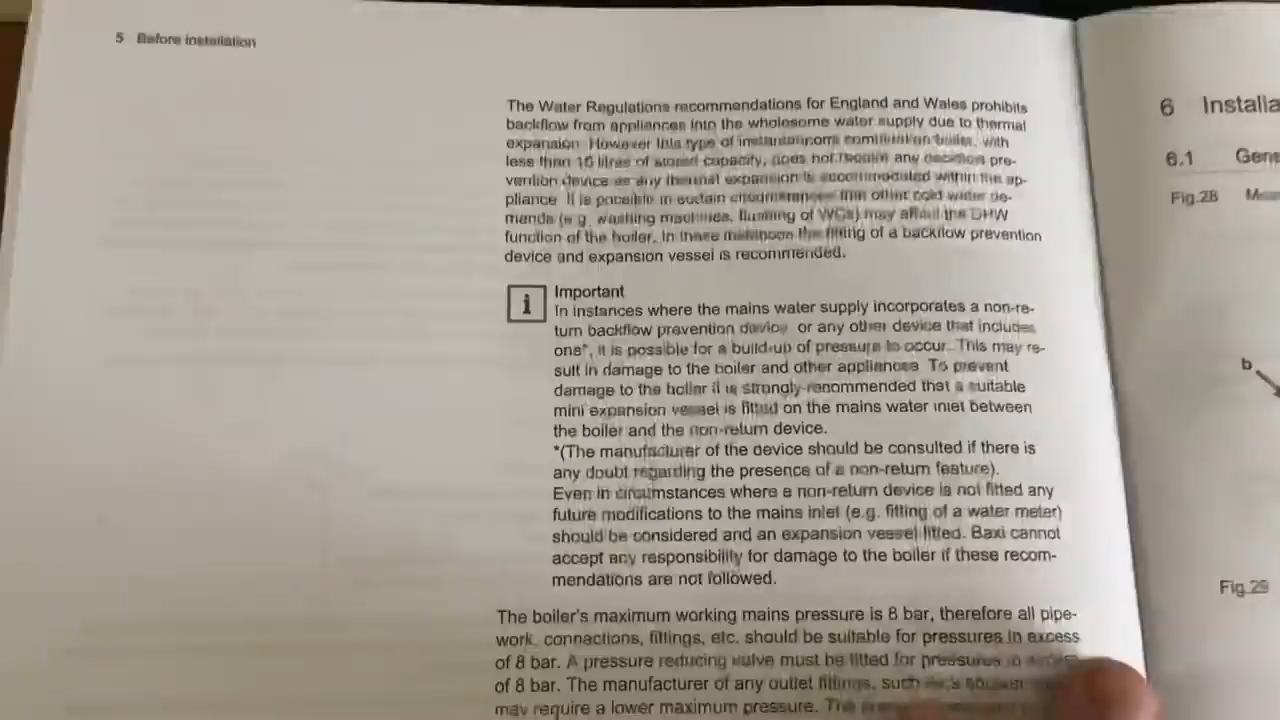 5 Before installation
The Water Regulations recommendations for England and Wales prohibits
backflow from appliances into the wholesome water supply due to thermal
expansion. However this type of instantaneous combination boiler, with
less than 15 litres of stored capacity, does not require any pre-
vention device as any thermal expansion is accommodated within the ap-
pliance. It is possible in certain circumstances that other cold water de-
mands (e.g. washing machines, flushing of WCs) may affect the DHW
function of the boiler. In these the fitting of a backflow prevention
device and expansion vessel is recommended.
i
Important
In instances where the mains water supply incorporates a non-re-
turn backflow prevention device, or any other device that includes
one*, it is possible for a build-up of pressure to occur. This may re-
sult in damage to the boiler and other appliances. To prevent
damage to the boiler it is strongly recommended that a suitable
mini expansion vessel is fitted on the mains water inlet between
the boiler and the non-return device.
*(The manufacturer of the device should be consulted if there is
any doubt regarding the presence of a non-return feature).
Even in circumstances where a non-return device is not fitted any
future modifications to the mains inlet (e.g. fitting of a water meter)
should be considered and an expansion vessel fitted. Baxi cannot
accept any responsibility for damage to the boiler if these recom-
mendations are not followed.
The boiler's maximum working mains pressure is 8 bar, therefore all pipe-
work, connections, fittings, etc. should be suitable for pressures in excess
of 8 bar. A pressure reducing valve must be fitted for pressures in
of 8 bar. The manufacturer of any outlet fittings, such as a shower
may require a lower maximum pressure. The
6 Installa
6.1 Gene
Fig.28
b
Fig.29